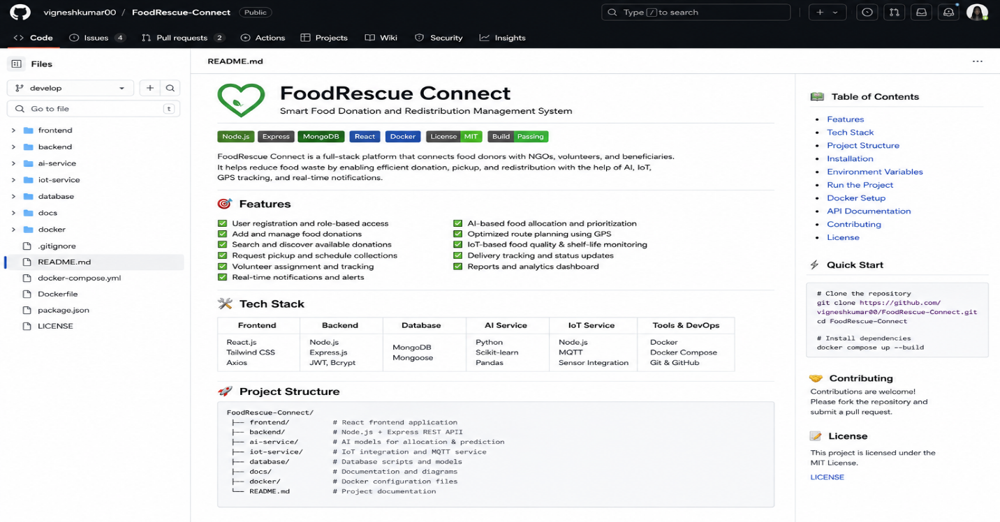 vigneshkumar00 / FoodRescue-Connect Public
Type / to search
Code
Issues 4
Pull requests 2
Actions
Projects
Wiki
Security
Insights
Files
develop
Go to file t
frontend
backend
ai-service
iot-service
database
docs
docker
.gitignore
README.md
docker-compose.yml
Dockerfile
package.json
LICENSE
README.md
FoodRescue Connect
Smart Food Donation and Redistribution Management System
Node.js Express MongoDB React Docker License MIT Build Passing
FoodRescue Connect is a full-stack platform that connects food donors with NGOs, volunteers, and beneficiaries.
It helps reduce food waste by enabling efficient donation, pickup, and redistribution with the help of AI, IoT,
GPS tracking, and real-time notifications.
Features
User registration and role-based access
Add and manage food donations
Search and discover available donations
Request pickup and schedule collections
Volunteer assignment and tracking
Real-time notifications and alerts
AI-based food allocation and prioritization
Optimized route planning using GPS
IoT-based food quality & shelf-life monitoring
Delivery tracking and status updates
Reports and analytics dashboard
Tech Stack
Frontend Backend Database AI Service IoT Service Tools & DevOps
React.js Node.js MongoDB Python Node.js Docker
Tailwind CSS Express.js Mongoose Scikit-learn MQTT Docker Compose
Axios JWT, Bcrypt Pandas Sensor Integration Git & GitHub
Project Structure
FoodRescue-Connect/
├── frontend/ # React frontend application
├── backend/ # Node.js + Express REST APII
├── ai-service/ # AI models for allocation & prediction
├── iot-service/ # IoT integration and MQTT service
├── database/ # Database scripts and models
├── docs/ # Documentation and diagrams
├── docker/ # Docker configuration files
└── README.md # Project documentation
Table of Contents
Features
Tech Stack
Project Structure
Installation
Environment Variables
Run the Project
Docker Setup
API Documentation
Contributing
License
Quick Start
# Clone the repository
git clone https://github.com/
vigneshkumar00/FoodRescue-Connect.git
cd FoodRescue-Connect
# Install dependencies
docker compose up --build
Contributing
Contributions are welcome!
Please fork the repository and
submit a pull request.
License
This project is licensed under the
MIT License.
LICENSE